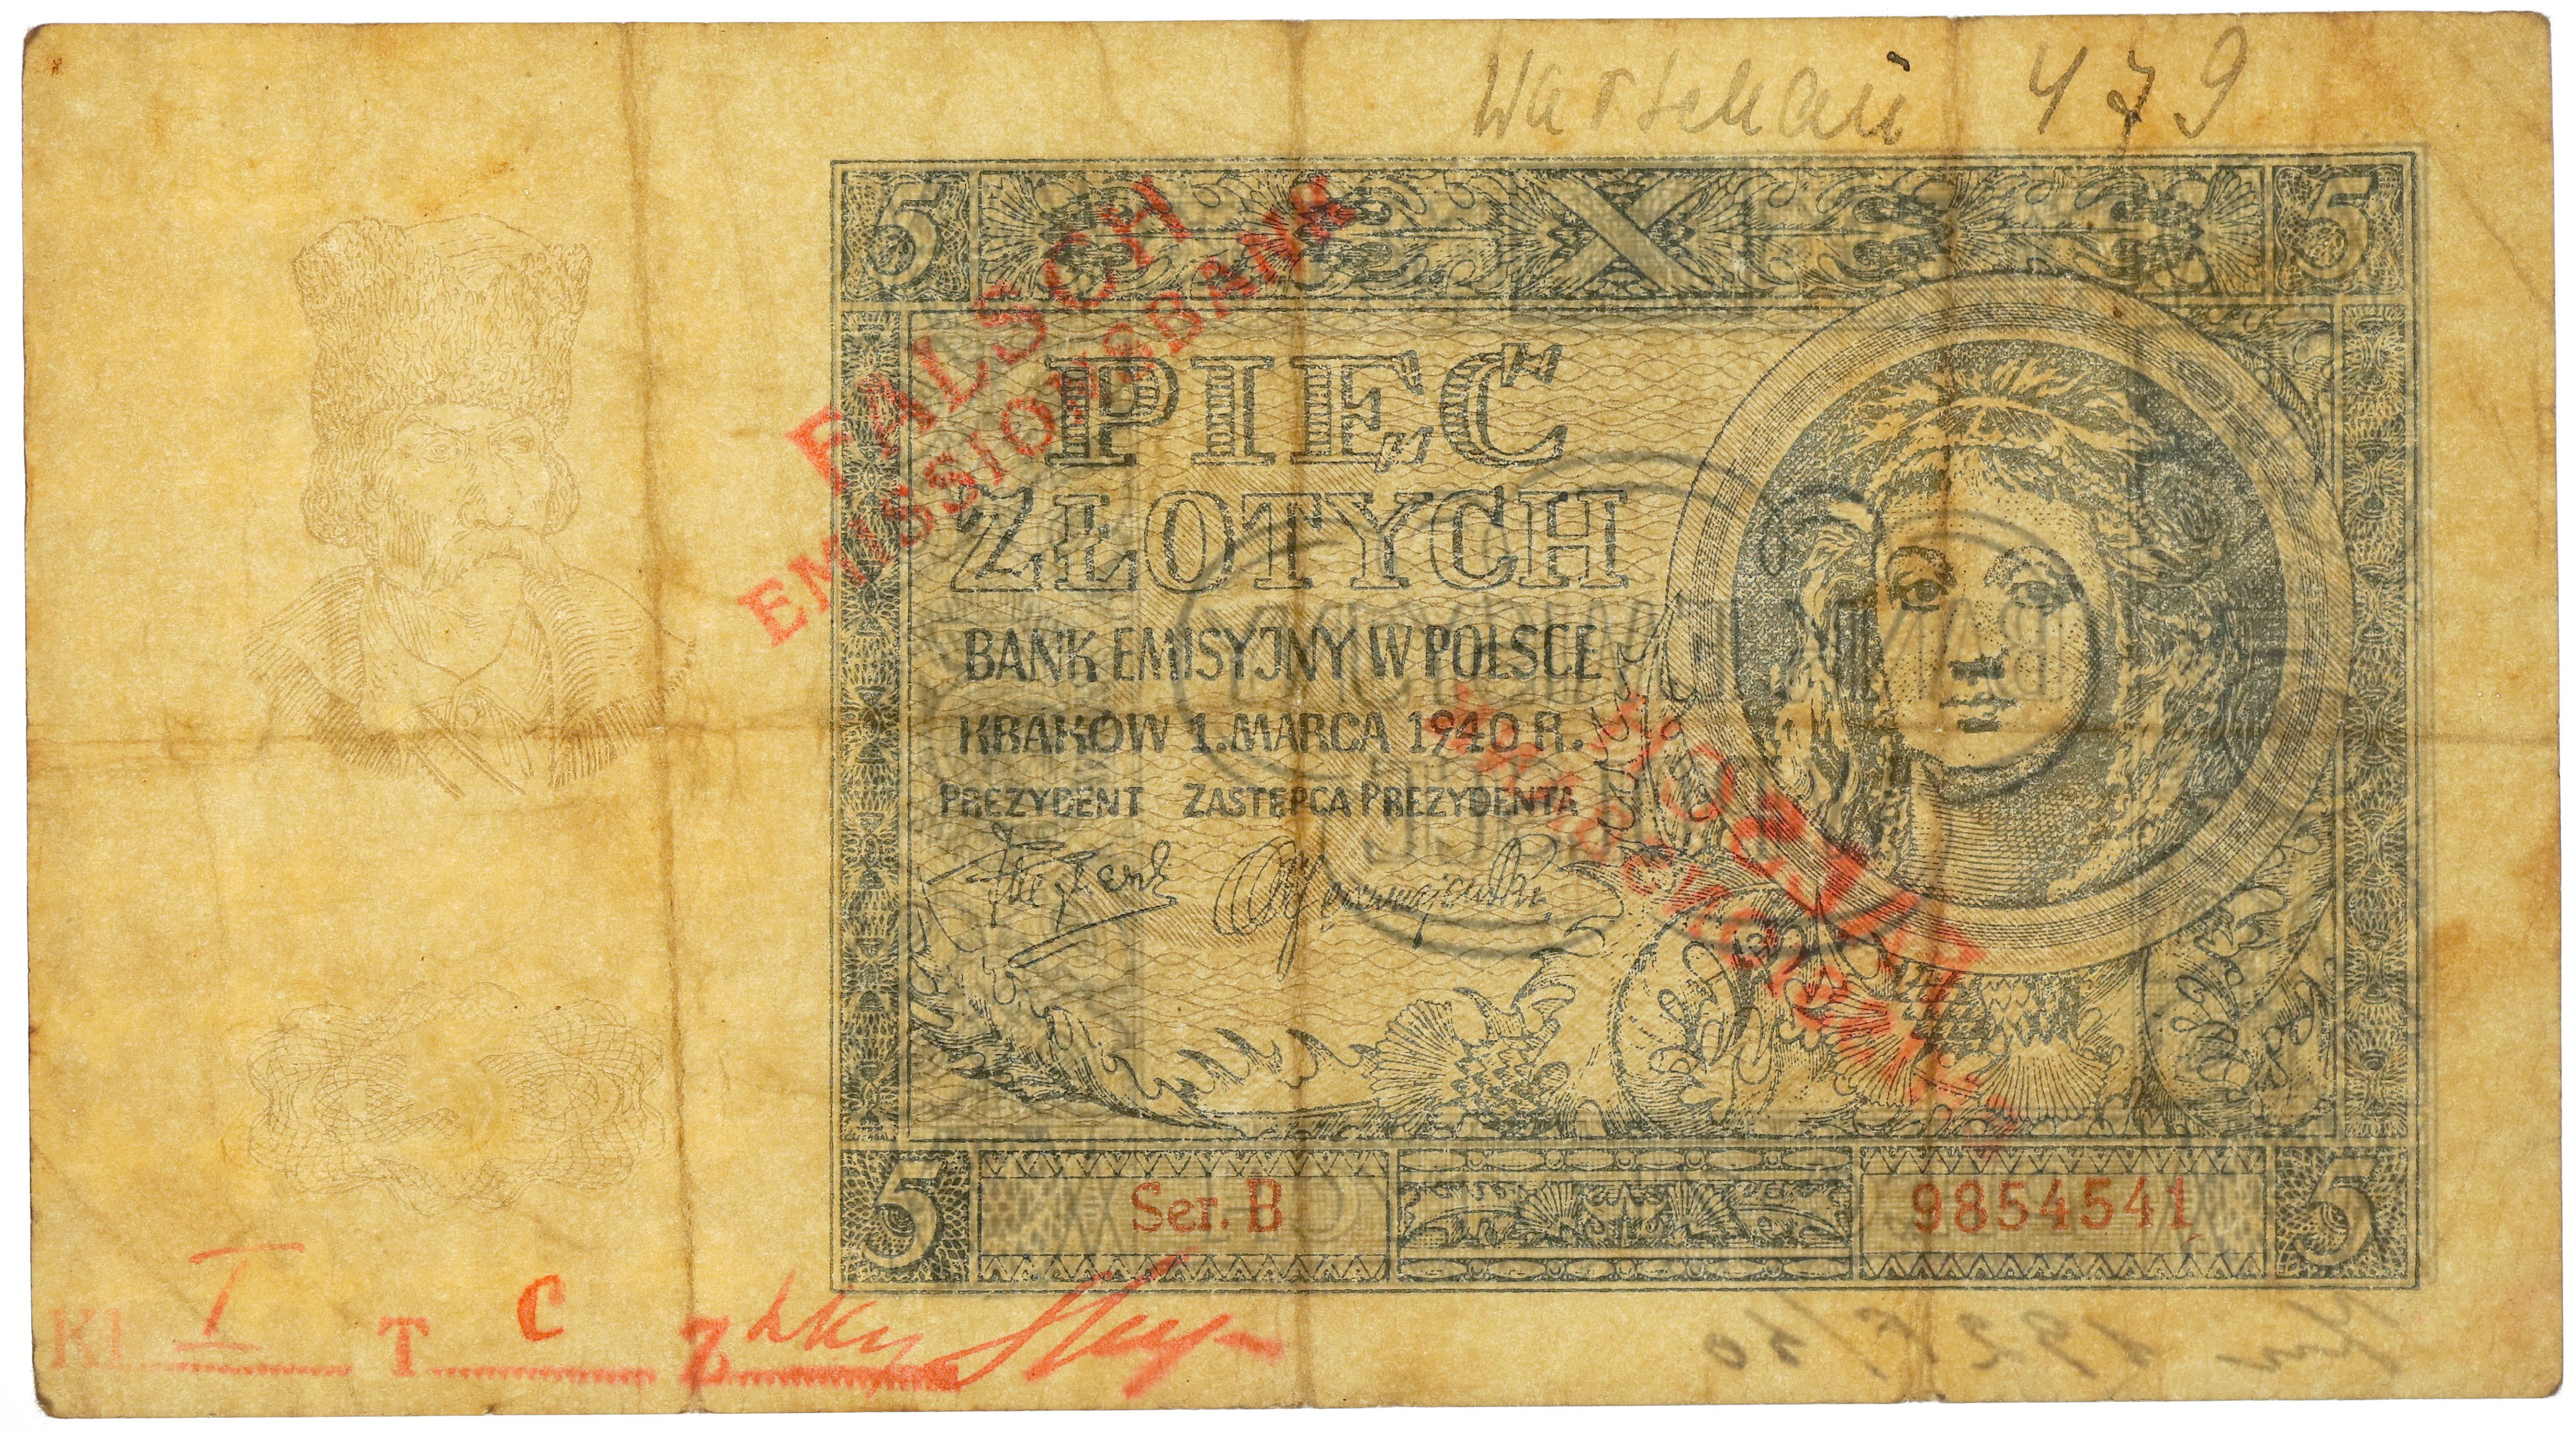 Warschau 479
5 5
FALSCH
EMISSIONSBANK
PIĘĆ
ZŁOTYCH
BANK EMISYJNY W POLSCE
KRAKÓW 1. MARCA 1940 R.
PREZYDENT ZASTĘPCA PREZYDENTA
5 Ser. B 9854541 5
Kl. I T C Z